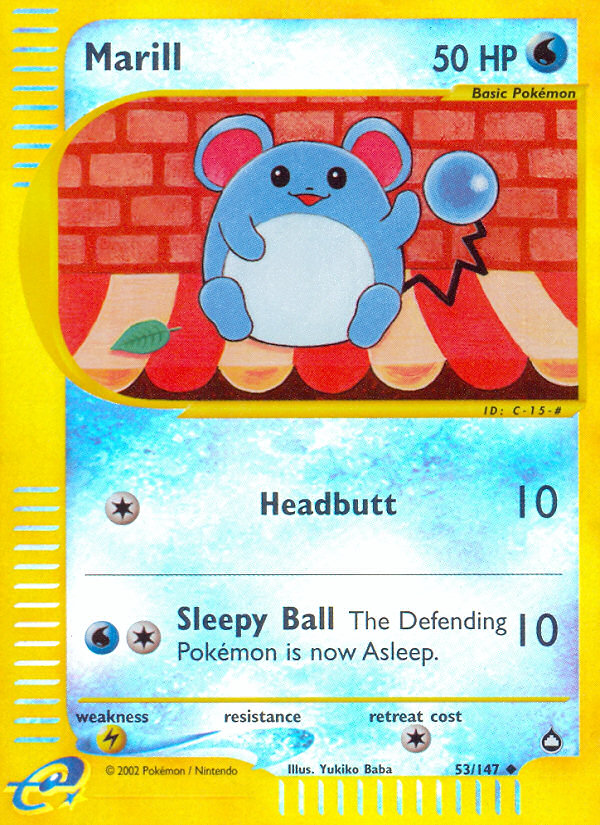 Marill 50 HP
Basic Pokémon
ID: C-15-#
Headbutt 10
Sleepy Ball The Defending 10
Pokémon is now Asleep.
weakness resistance retreat cost
© 2002 Pokémon / Nintendo Illus. Yukiko Baba 53/147